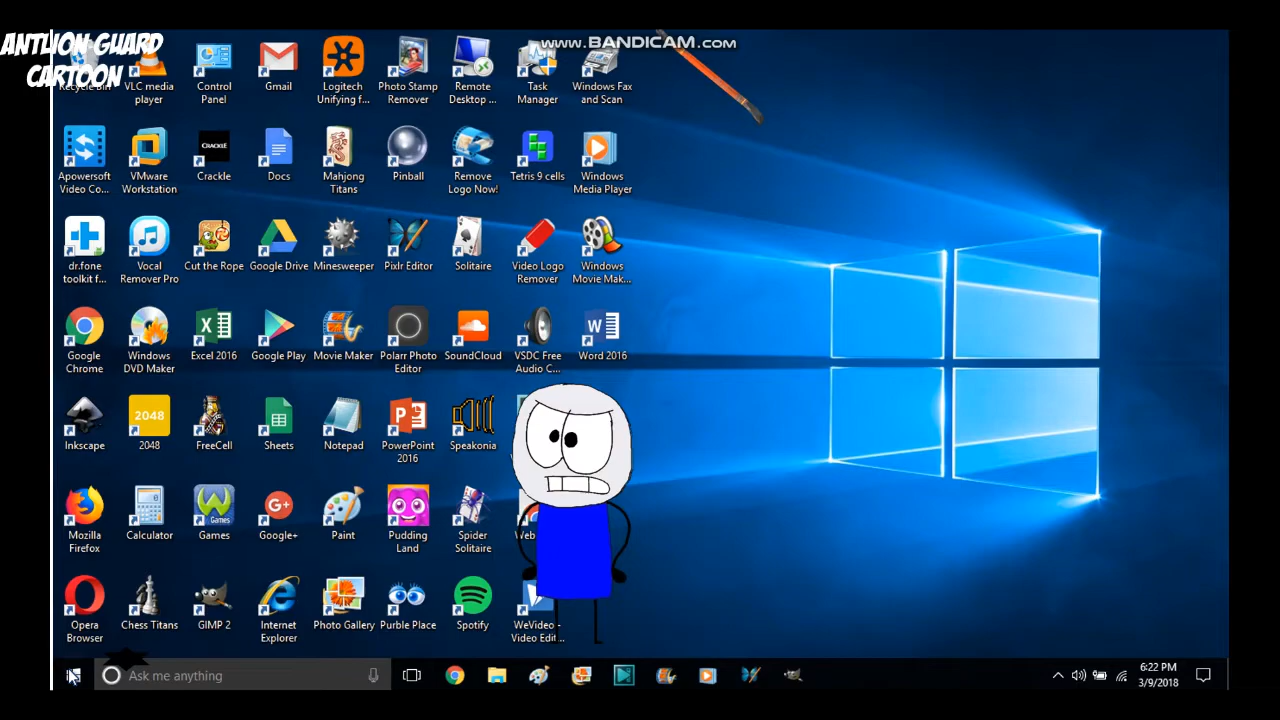 ANTLION GUARD
CARTOON
www.BANDICAM.com
Recycle Bin
VLC media
player
Control
Panel
Gmail
Logitech
Unifying f...
Photo Stamp
Remover
Remote
Desktop ...
Task
Manager
Windows Fax
and Scan
Apowersoft
Video Co...
VMware
Workstation
CRACKLE
Crackle
Docs
Mahjong
Titans
Pinball
Remove
Logo Now!
Tetris 9 cells
Windows
Media Player
dr.fone
toolkit f...
Vocal
Remover Pro
Cut the Rope
Google Drive
Minesweeper
Pixlr Editor
Solitaire
Video Logo
Remover
Windows
Movie Mak...
Google
Chrome
Windows
DVD Maker
Excel 2016
Google Play
Movie Maker
Polarr Photo
Editor
SoundCloud
VSDC Free
Audio C...
Word 2016
Inkscape
2048
2048
FreeCell
Sheets
Notepad
PowerPoint
2016
Speakonia
Mozilla
Firefox
Calculator
Games
Games
Google+
Paint
Pudding
Land
Spider
Solitaire
Web
Opera
Browser
Chess Titans
GIMP 2
Internet
Explorer
Photo Gallery
Purble Place
Spotify
WeVideo -
Video Edit...
Ask me anything
6:22 PM
3/9/2018